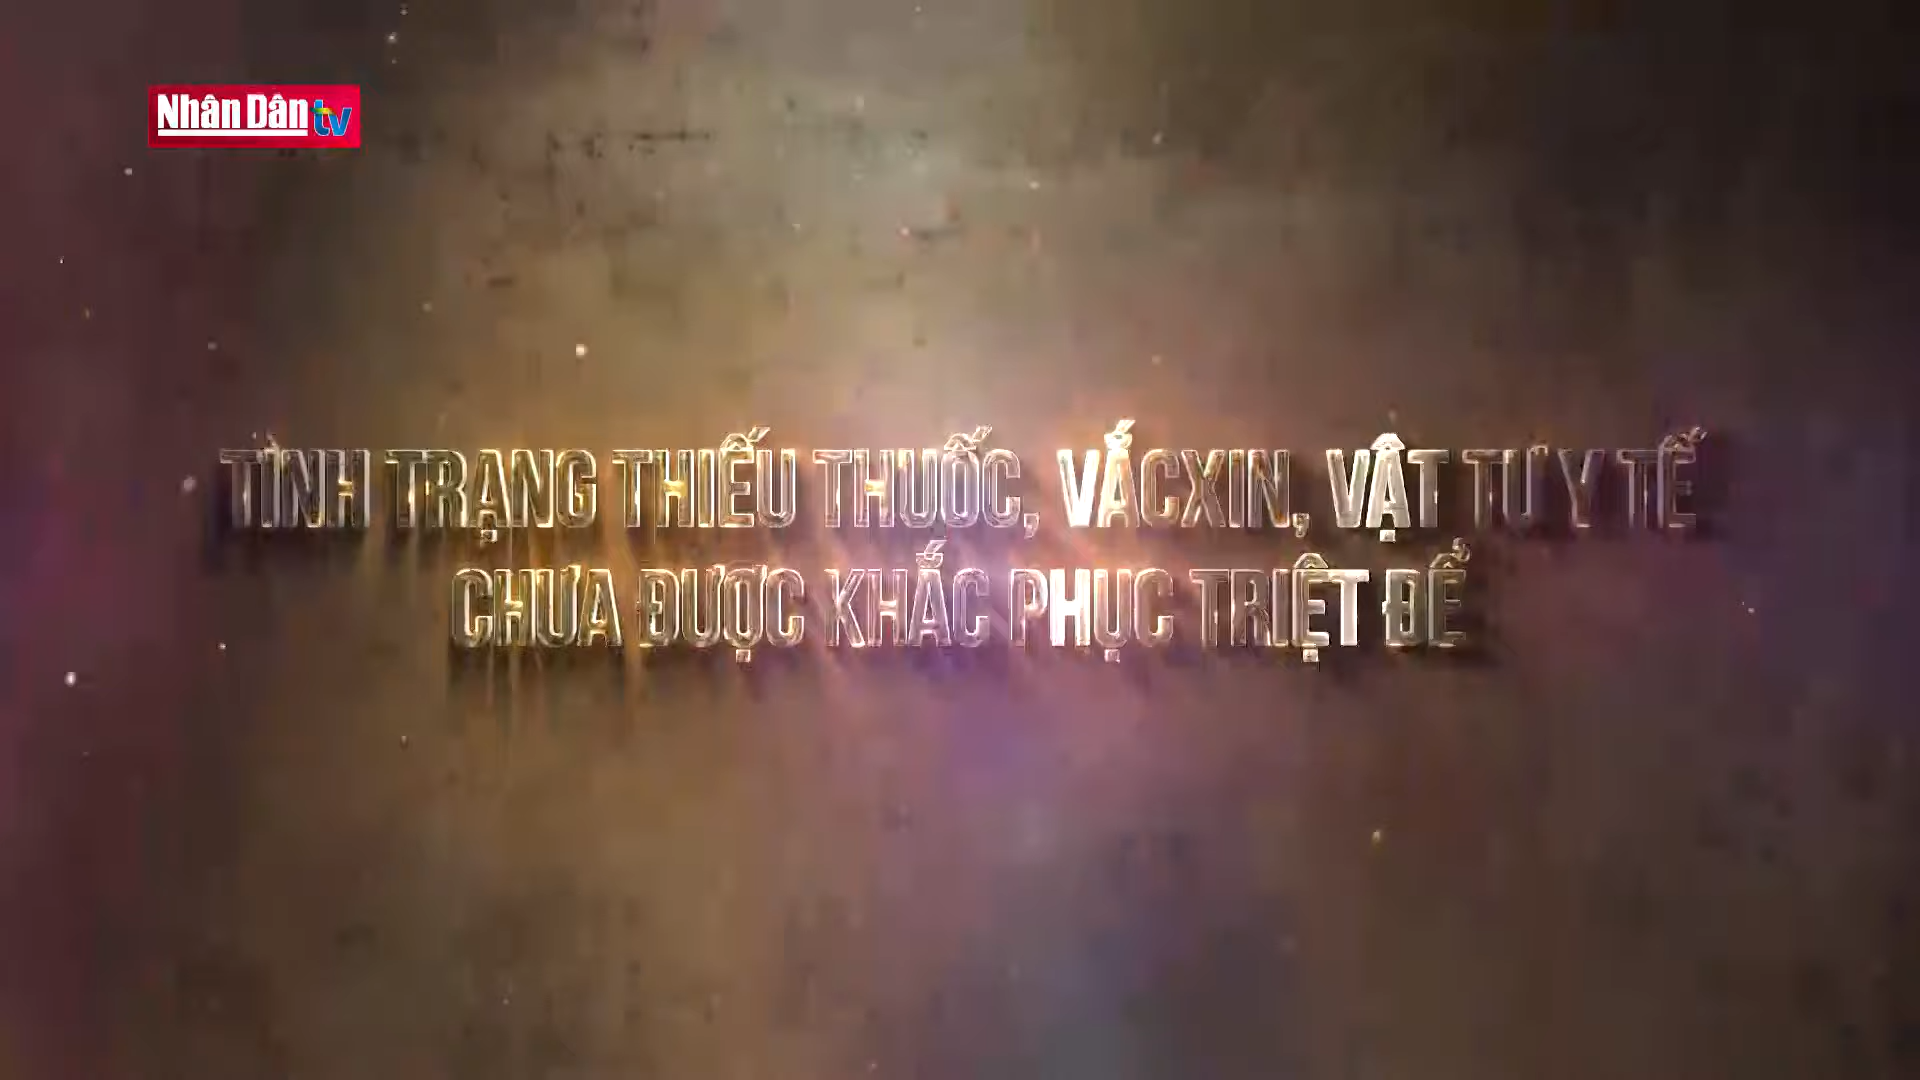 Nhân Dân tv
TÌNH TRẠNG THIẾU THUỐC, VẮCXIN, VẬT TƯ Y TẾ
CHƯA ĐƯỢC KHẮC PHỤC TRIỆT ĐỂ